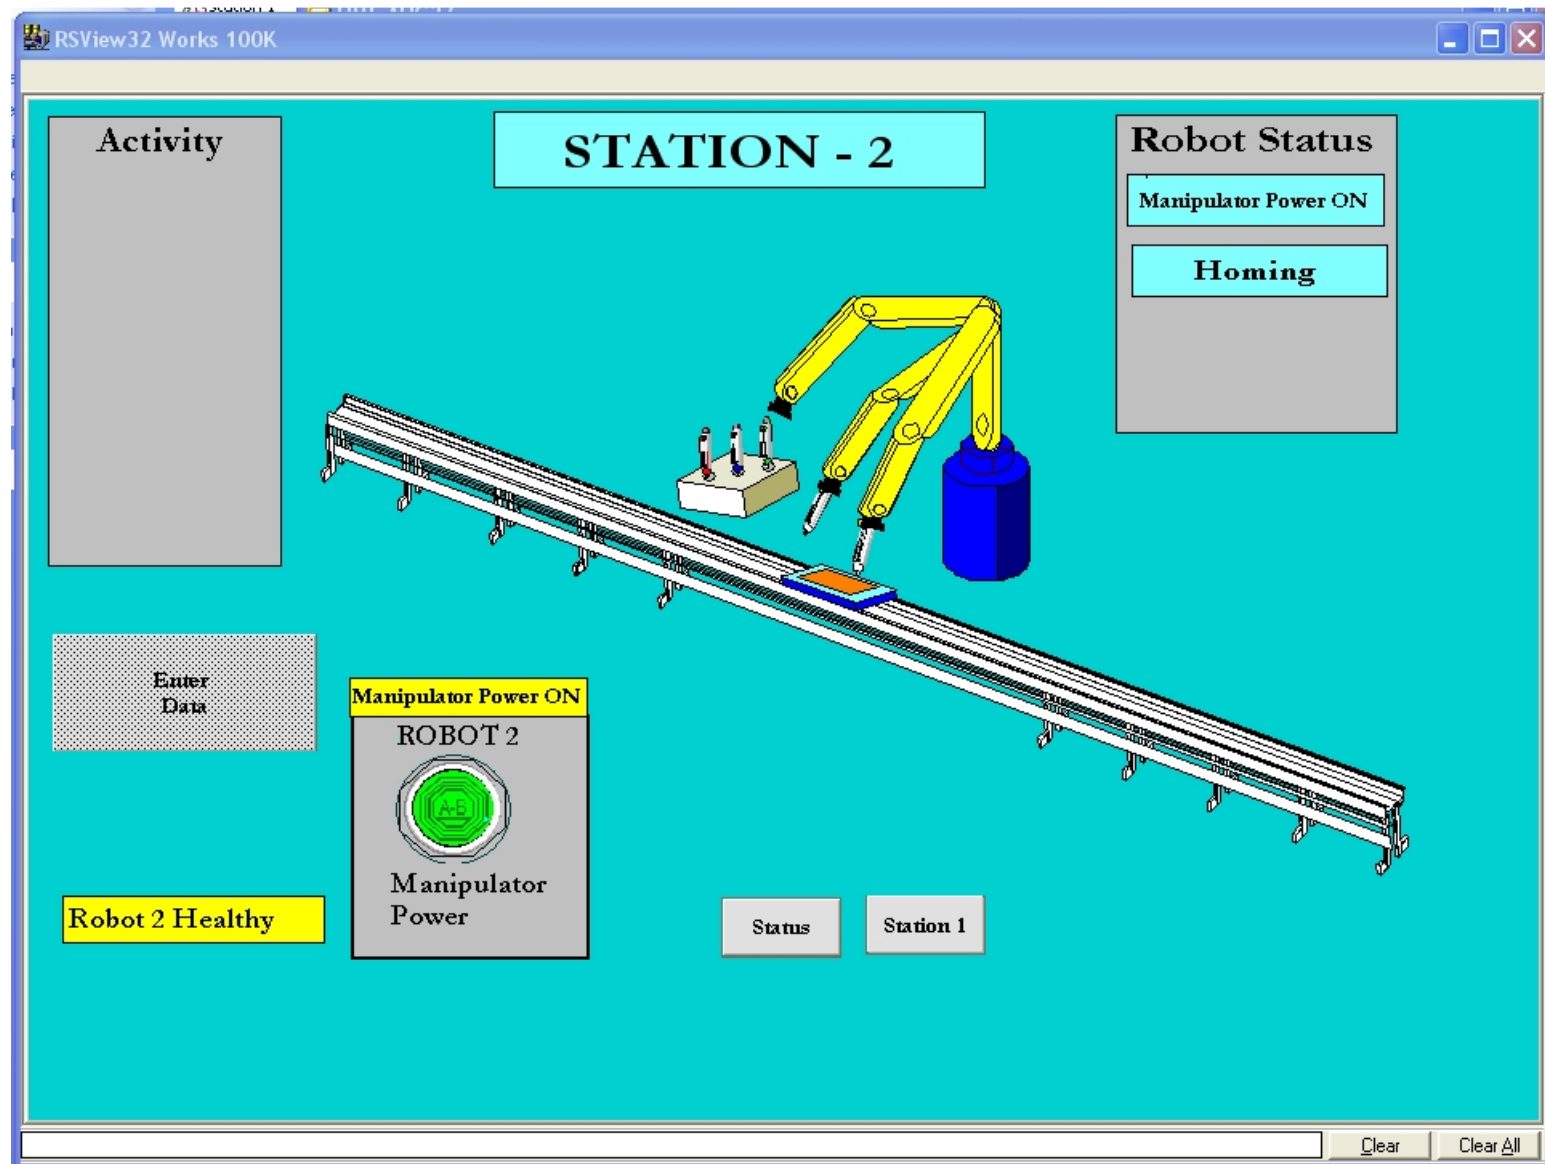 RSView32 Works 100K
Activity
STATION - 2
Robot Status
Manipulator Power ON
Homing
Enter
Data
Manipulator Power ON
ROBOT 2
A-B
Manipulator
Power
Robot 2 Healthy
Status
Station 1
Clear
Clear All